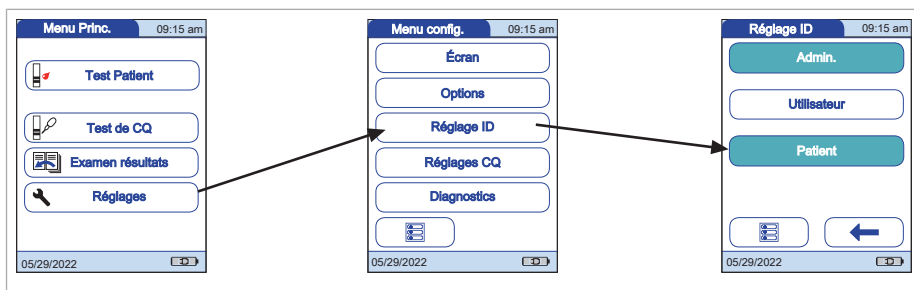 Menu Princ. 09:15 am
Test Patient
Test de CQ
Examen résultats
Réglages
05/29/2022
Menu config. 09:15 am
Écran
Options
Réglage ID
Réglages CQ
Diagnostics
05/29/2022
Réglage ID 09:15 am
Admin.
Utilisateur
Patient
05/29/2022